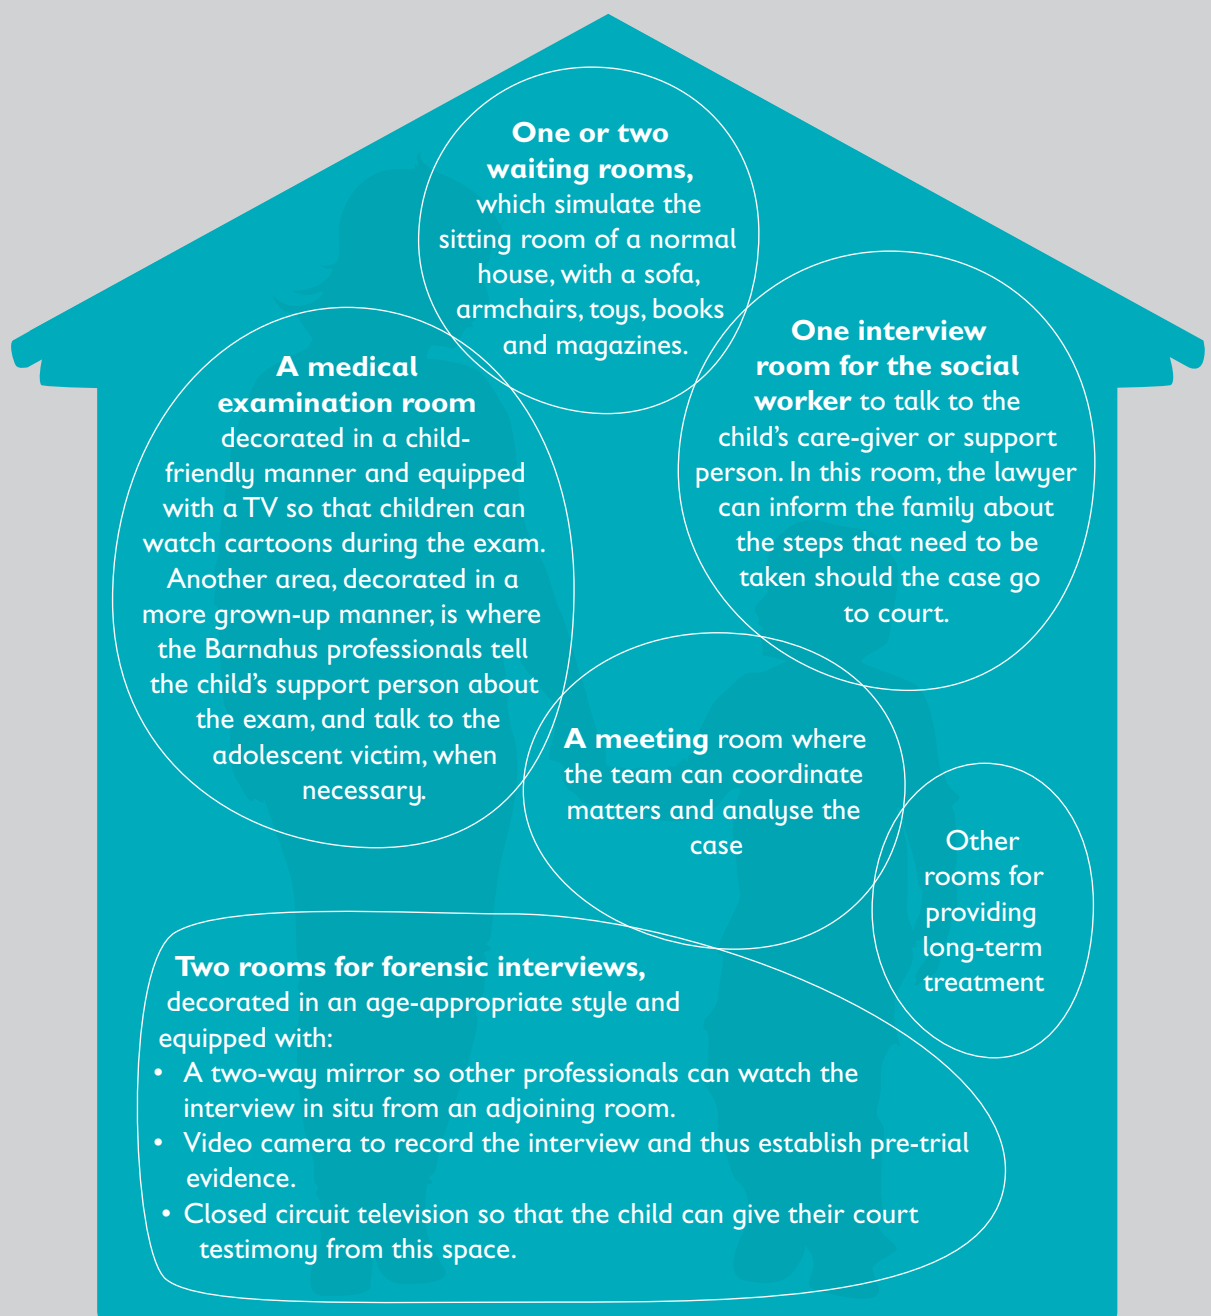 One or two
waiting rooms,
which simulate the
sitting room of a normal
house, with a sofa,
armchairs, toys, books
and magazines.
A medical
examination room
decorated in a child-
friendly manner and equipped
with a TV so that children can
watch cartoons during the exam.
Another area, decorated in a
more grown-up manner, is where
the Barnahus professionals tell
the child’s support person about
the exam, and talk to the
adolescent victim, when
necessary.
One interview
room for the social
worker to talk to the
child’s care-giver or support
person. In this room, the lawyer
can inform the family about
the steps that need to be
taken should the case go
to court.
A meeting room where
the team can coordinate
matters and analyse the
case
Other
rooms for
providing
long-term
treatment
Two rooms for forensic interviews,
decorated in an age-appropriate style and
equipped with:
• A two-way mirror so other professionals can watch the
interview in situ from an adjoining room.
• Video camera to record the interview and thus establish pre-trial
evidence.
• Closed circuit television so that the child can give their court
testimony from this space.